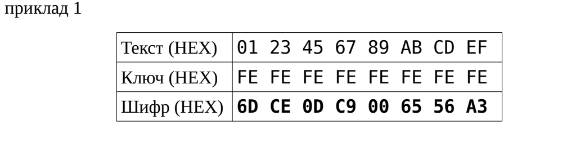 приклад 1
Текст (HEX) 01 23 45 67 89 AB CD EF
Ключ (HEX) FE FE FE FE FE FE FE FE
Шифр (HEX) 6D CE 0D C9 00 65 56 A3